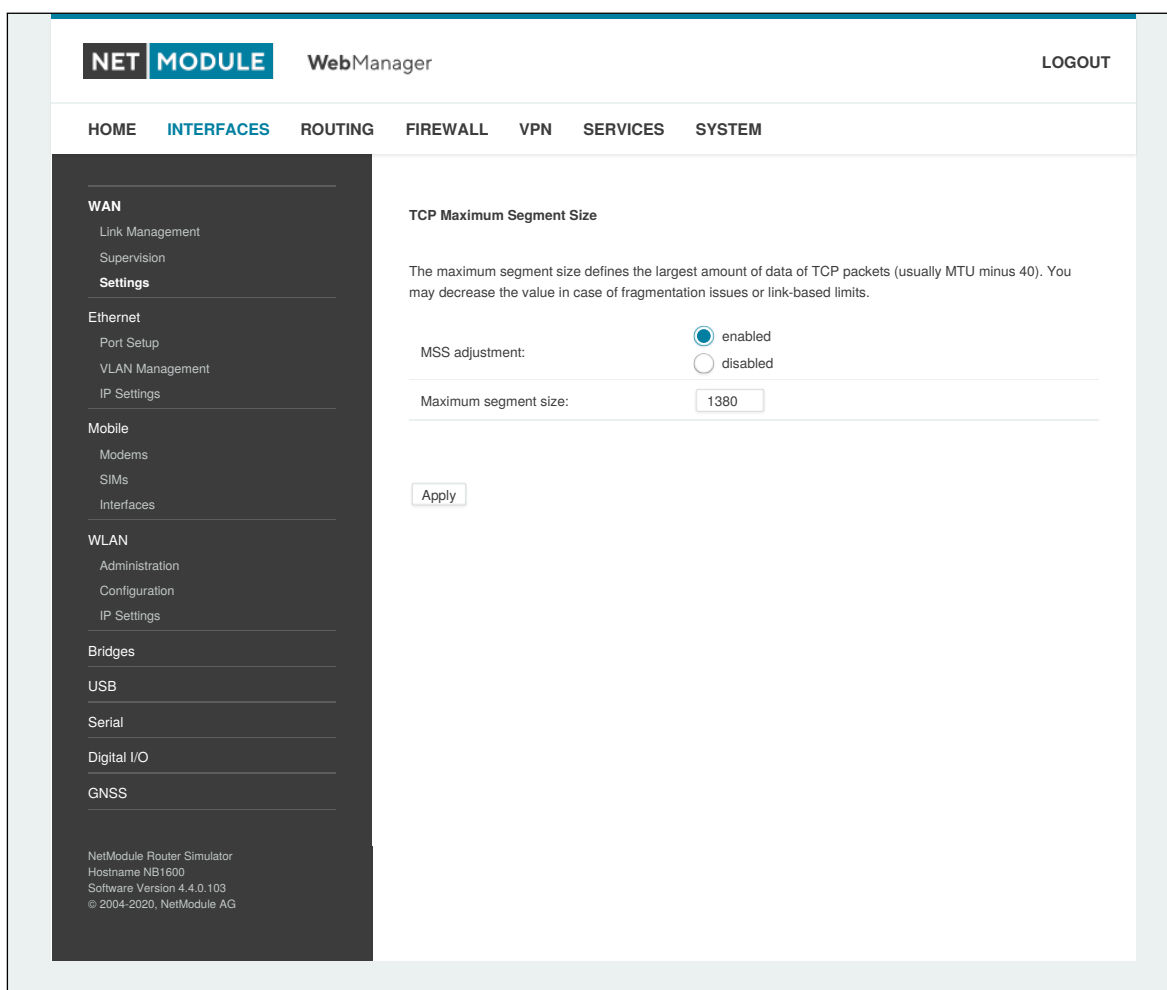 NET MODULE WebManager LOGOUT
HOME INTERFACES ROUTING FIREWALL VPN SERVICES SYSTEM
WAN
Link Management
Supervision
Settings
Ethernet
Port Setup
VLAN Management
IP Settings
Mobile
Modems
SIMs
Interfaces
WLAN
Administration
Configuration
IP Settings
Bridges
USB
Serial
Digital I/O
GNSS
NetModule Router Simulator
Hostname NB1600
Software Version 4.4.0.103
© 2004-2020, NetModule AG
TCP Maximum Segment Size
The maximum segment size defines the largest amount of data of TCP packets (usually MTU minus 40). You
may decrease the value in case of fragmentation issues or link-based limits.
MSS adjustment:
enabled
disabled
Maximum segment size: 1380
Apply